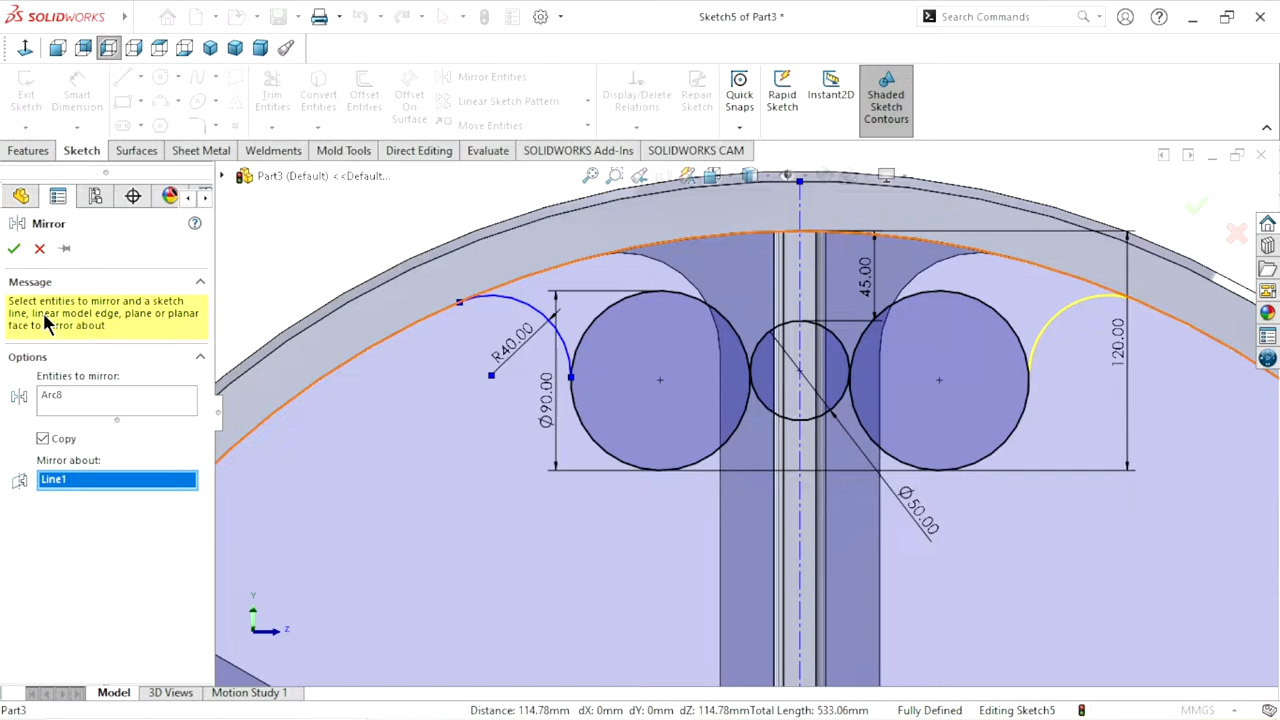 SOLIDWORKS
Sketch5 of Part3 *
Search Commands
Exit
Sketch
Smart
Dimension
Trim
Entities
Convert
Entities
Offset
Entities
Offset
On
Surface
Mirror Entities
Linear Sketch Pattern
Move Entities
Display/Delete
Relations
Repair
Sketch
Quick
Snaps
Rapid
Sketch
Instant2D
Shaded
Sketch
Contours
Features
Sketch
Surfaces
Sheet Metal
Weldments
Mold Tools
Direct Editing
Evaluate
SOLIDWORKS Add-Ins
SOLIDWORKS CAM
Part3 (Default) <<Default...
Mirror
Message
Select entities to mirror and a sketch
line, linear model edge, plane or planar
face to mirror about
Options
Entities to mirror:
Arc8
Copy
Mirror about:
Line1
R40.00
Ø90.00
45.00
Ø50.00
120.00
Y
Z
Model
3D Views
Motion Study 1
Part3
Distance: 114.78mm dX: 0mm dY: 0mm dZ: 114.78mmTotal Length: 533.06mm
Fully Defined
Editing Sketch5
MMGS